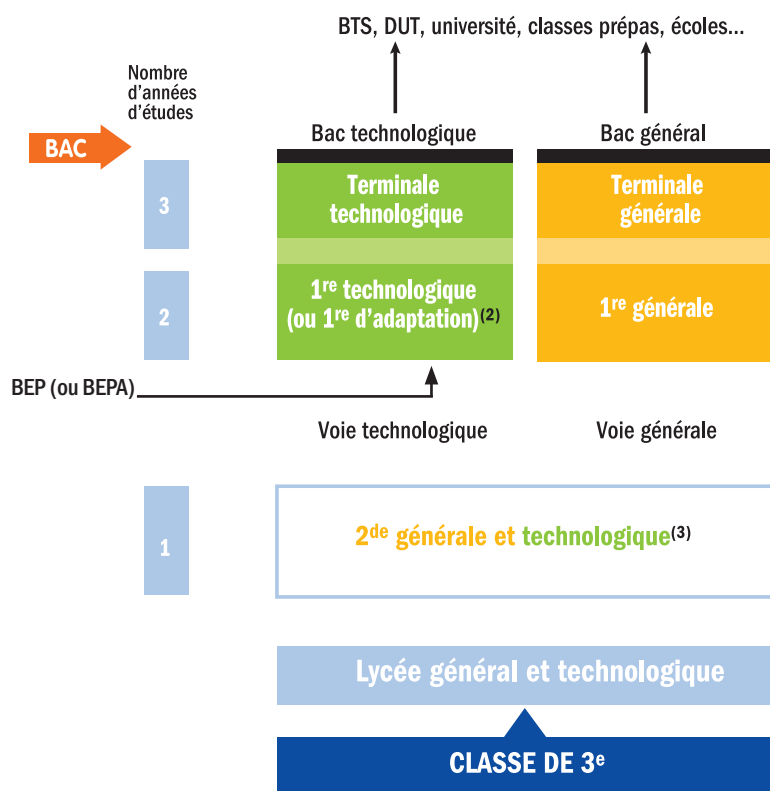 BTS, DUT, université, classes prépas, écoles...
Nombre
d'années
d'études
BAC
Bac technologique
Bac général
3
Terminale
technologique
Terminale
générale
2
1re technologique
(ou 1re d'adaptation)(2)
1re générale
BEP (ou BEPA)
Voie technologique
Voie générale
1
2de générale et technologique(3)
Lycée général et technologique
CLASSE DE 3e